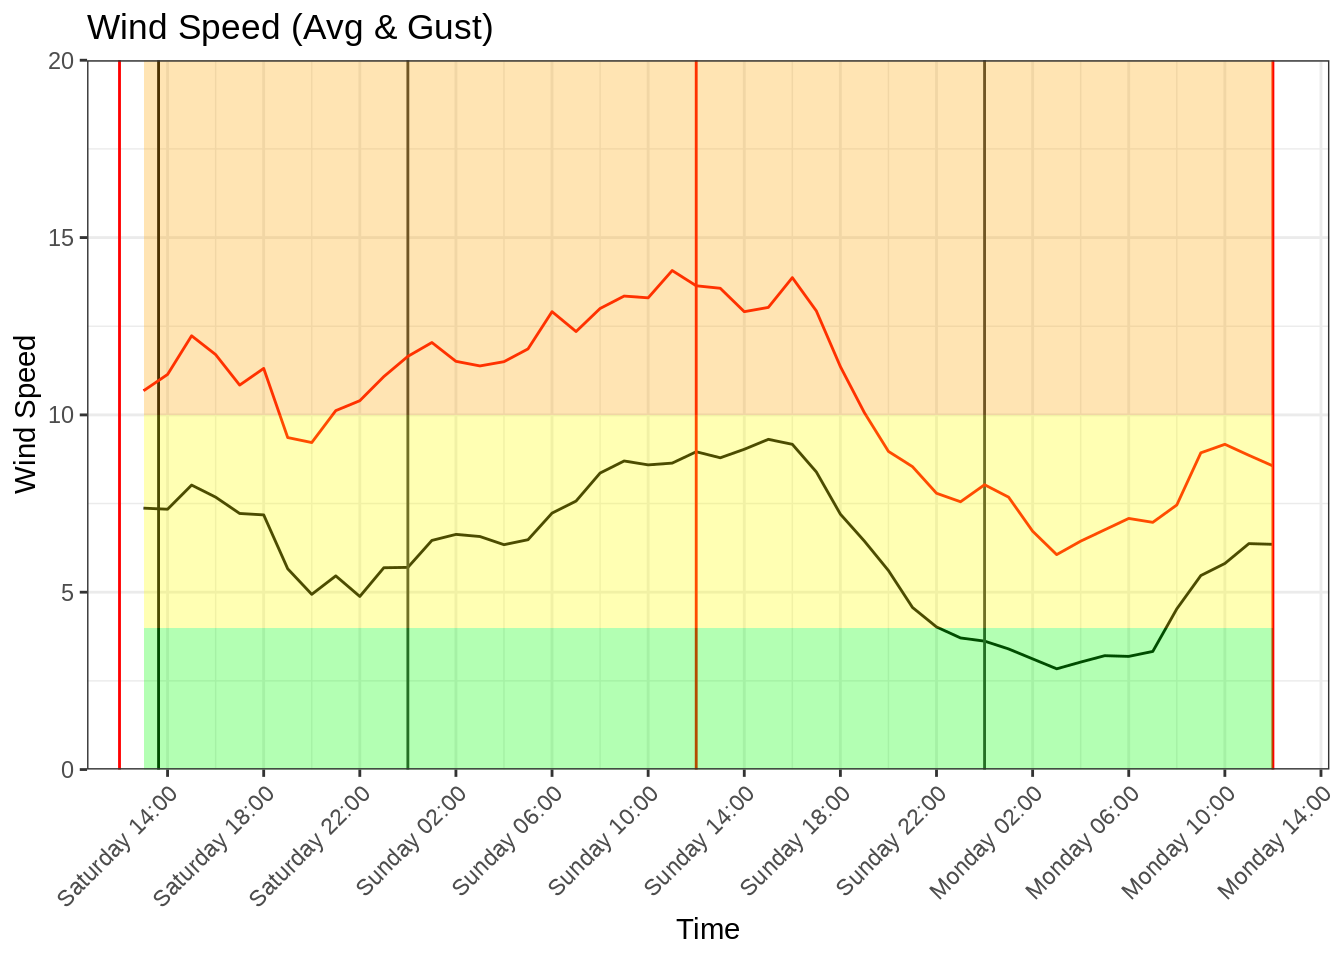 Wind Speed (Avg & Gust)
20
15
10
5
0
Wind Speed
Saturday 14:00
Saturday 18:00
Saturday 22:00
Sunday 02:00
Sunday 06:00
Sunday 10:00
Sunday 14:00
Sunday 18:00
Sunday 22:00
Monday 02:00
Monday 06:00
Monday 10:00
Monday 14:00
Time